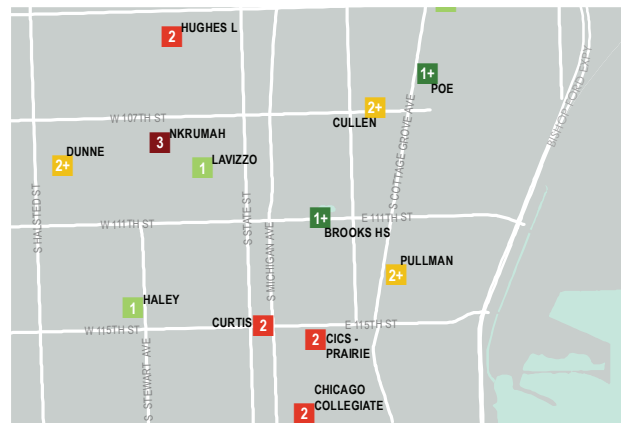 2 HUGHES L
1+
POE
2+
CULLEN
W 107TH ST
S COTTAGE GROVE AVE
BISHOP FORD EXPY
3 NKRUMAH
DUNNE
2+
1 LAVIZZO
S HALSTED ST
S STATE ST
S MICHIGAN AVE
W 111TH ST
1+
E 111TH ST
BROOKS HS
PULLMAN
2+
1 HALEY
CURTIS 2
W 115TH ST
E 115TH ST
2 CICS -
PRAIRIE
S STEWART AVE
CHICAGO
COLLEGIATE
2